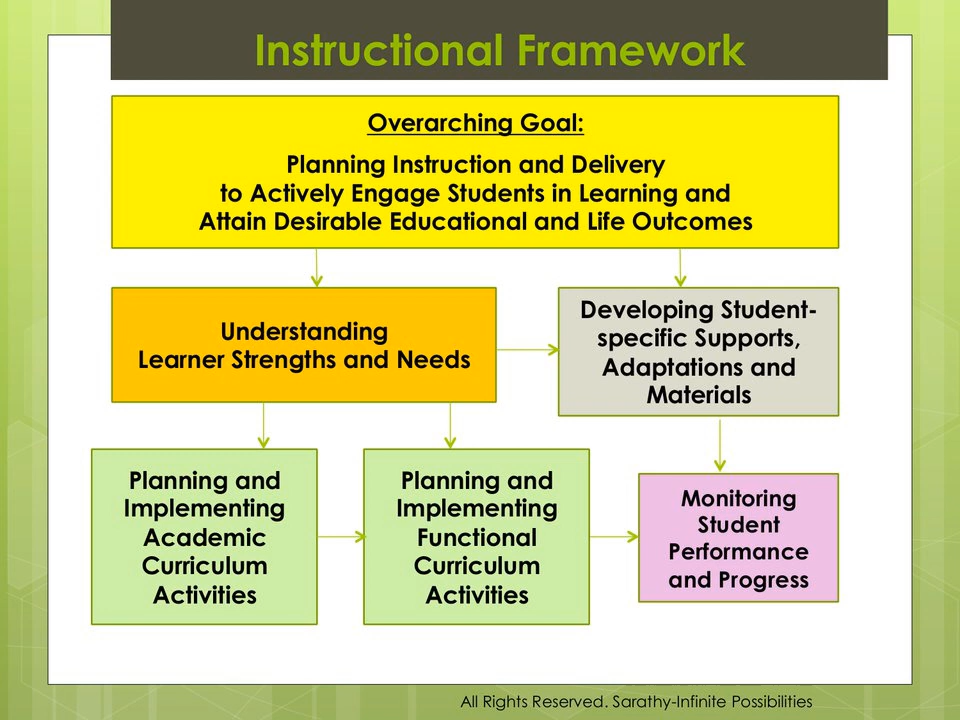 Instructional Framework
Overarching Goal:
Planning Instruction and Delivery
to Actively Engage Students in Learning and
Attain Desirable Educational and Life Outcomes
Understanding
Learner Strengths and Needs
Developing Student-
specific Supports,
Adaptations and
Materials
Planning and
Implementing
Academic
Curriculum
Activities
Planning and
Implementing
Functional
Curriculum
Activities
Monitoring
Student
Performance
and Progress
All Rights Reserved. Sarathy-Infinite Possibilities